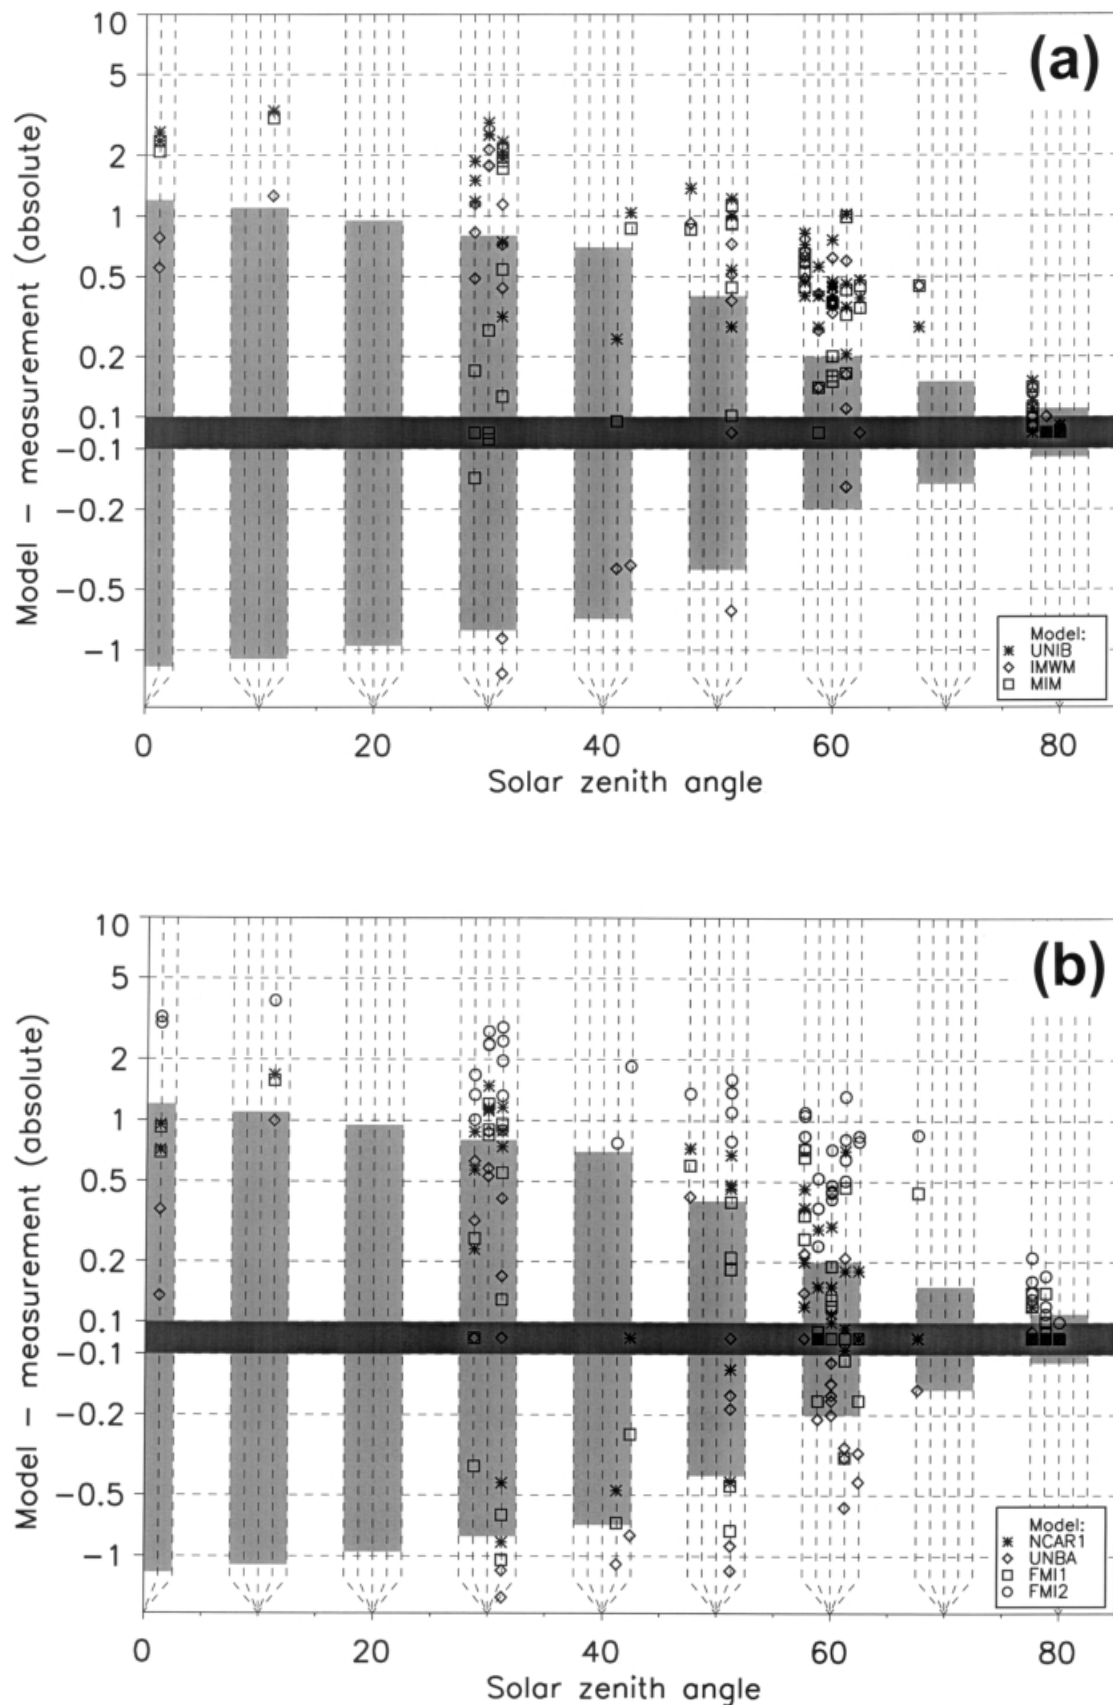 (a)
Model – measurement (absolute)
10
5
2
1
0.5
0.2
0.1
−0.1
−0.2
−0.5
−1
Model:
UNIB
IMWM
MIM
0 20 40 60 80
Solar zenith angle
(b)
Model – measurement (absolute)
10
5
2
1
0.5
0.2
0.1
−0.1
−0.2
−0.5
−1
Model:
NCAR1
UNBA
FMI1
FMI2
0 20 40 60 80
Solar zenith angle